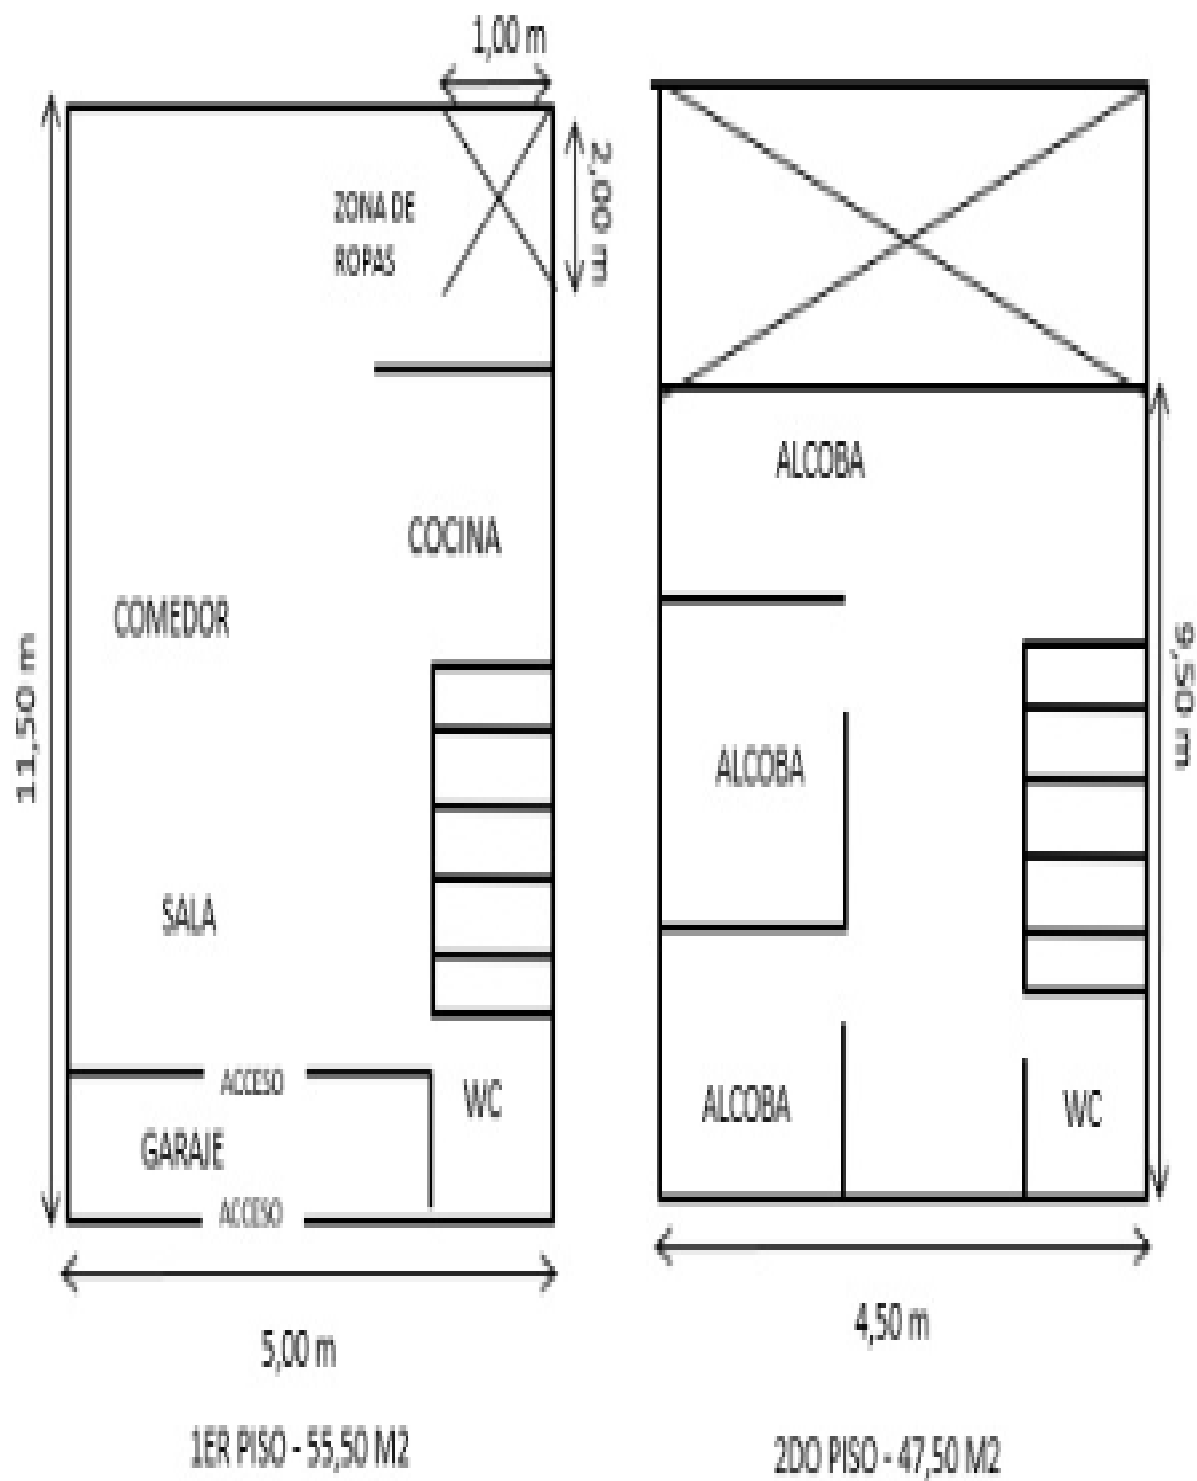 1,00 m
2,00 m
ZONA DE
ROPAS
COCINA
COMEDOR
11,50 m
SALA
ACCESO
WC
GARAJE
ACCESO
5,00 m
1ER PISO - 55,50 M2
ALCOBA
ALCOBA
9,50 m
ALCOBA
WC
4,50 m
2DO PISO - 47,50 M2